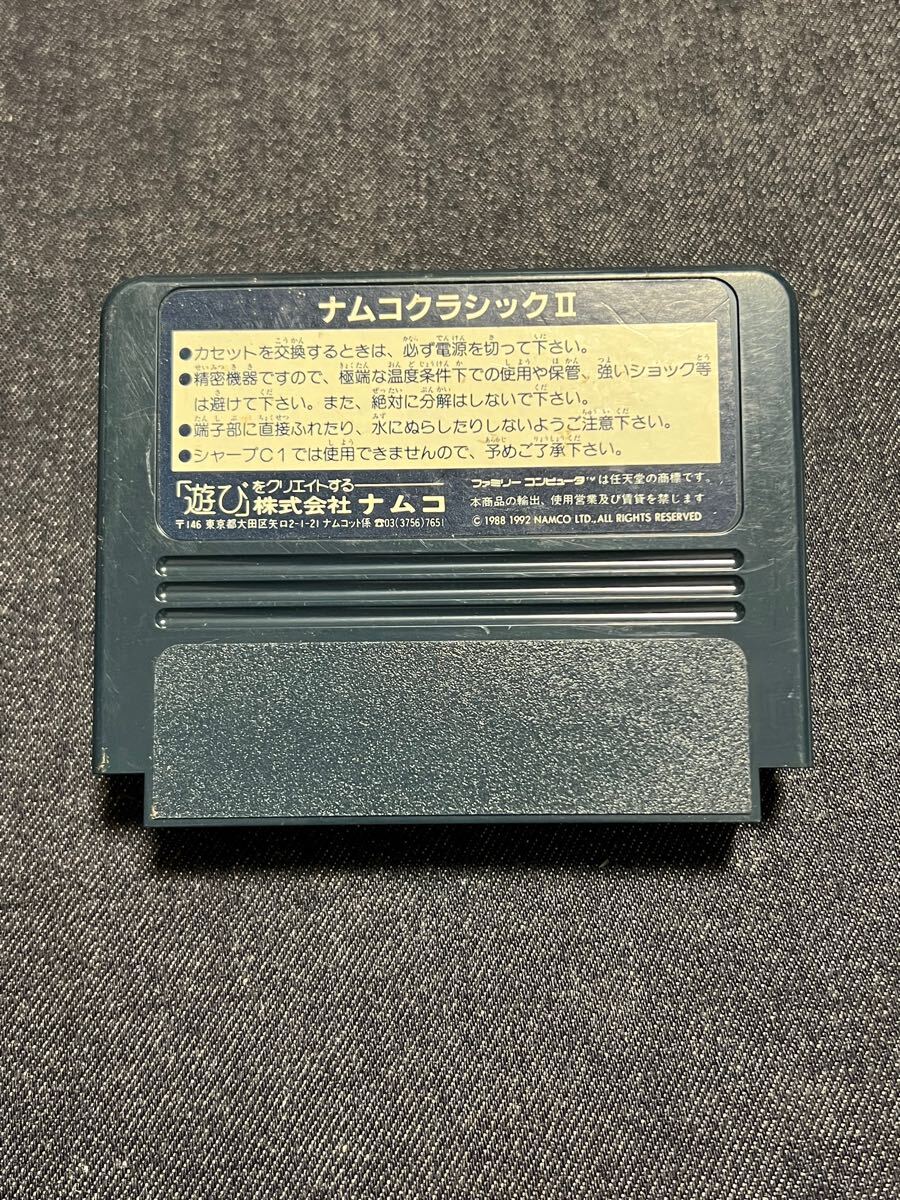 ナムコクラシックⅡ
●カセットを交換するときは、必ず電源を切って下さい。
●精密機器ですので、極端な温度条件下での使用や保管、強いショック等
は避けて下さい。また、絶対に分解はしないで下さい。
●端子部に直接ふれたり、水にぬらしたりしないようご注意下さい。
●シャープC1では使用できませんので、予めご了承下さい。
「遊び」をクリエイトする
株式会社 ナムコ
〒146 東京都大田区矢口2-1-21 ナムコット係 ☎03(3756)7651
ファミリーコンピュータ™は任天堂の商標です。
本商品の輸出、使用営業及び賃貸を禁じます
© 1988 1992 NAMCO LTD., ALL RIGHTS RESERVED